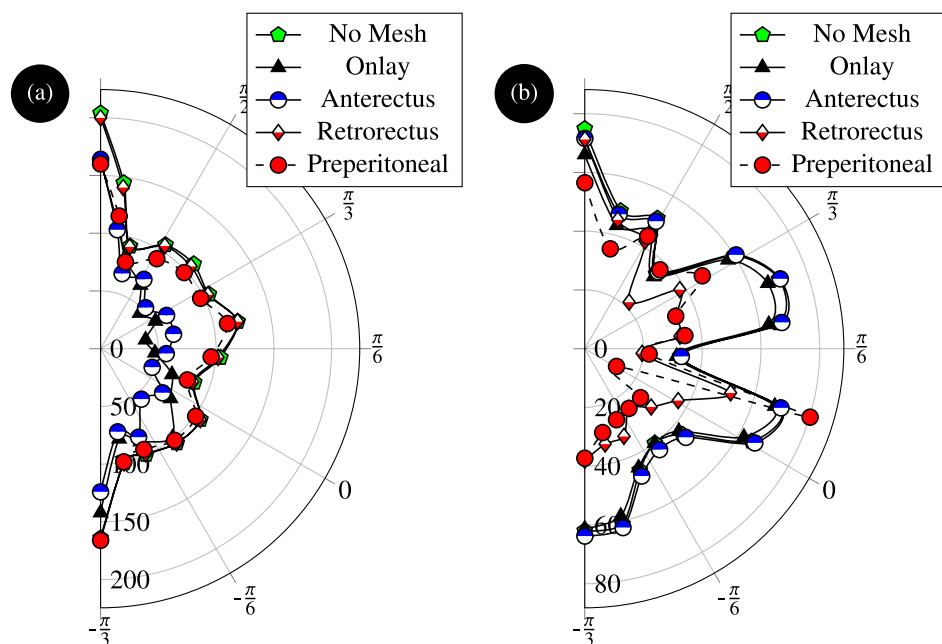 (a)
No Mesh
Onlay
Anterectus
Retrorectus
Preperitoneal
π/2
π/3
π/6
0
-π/6
-π/3
0
50
100
150
200
(b)
No Mesh
Onlay
Anterectus
Retrorectus
Preperitoneal
π/2
π/3
π/6
0
-π/6
-π/3
0
20
40
60
80